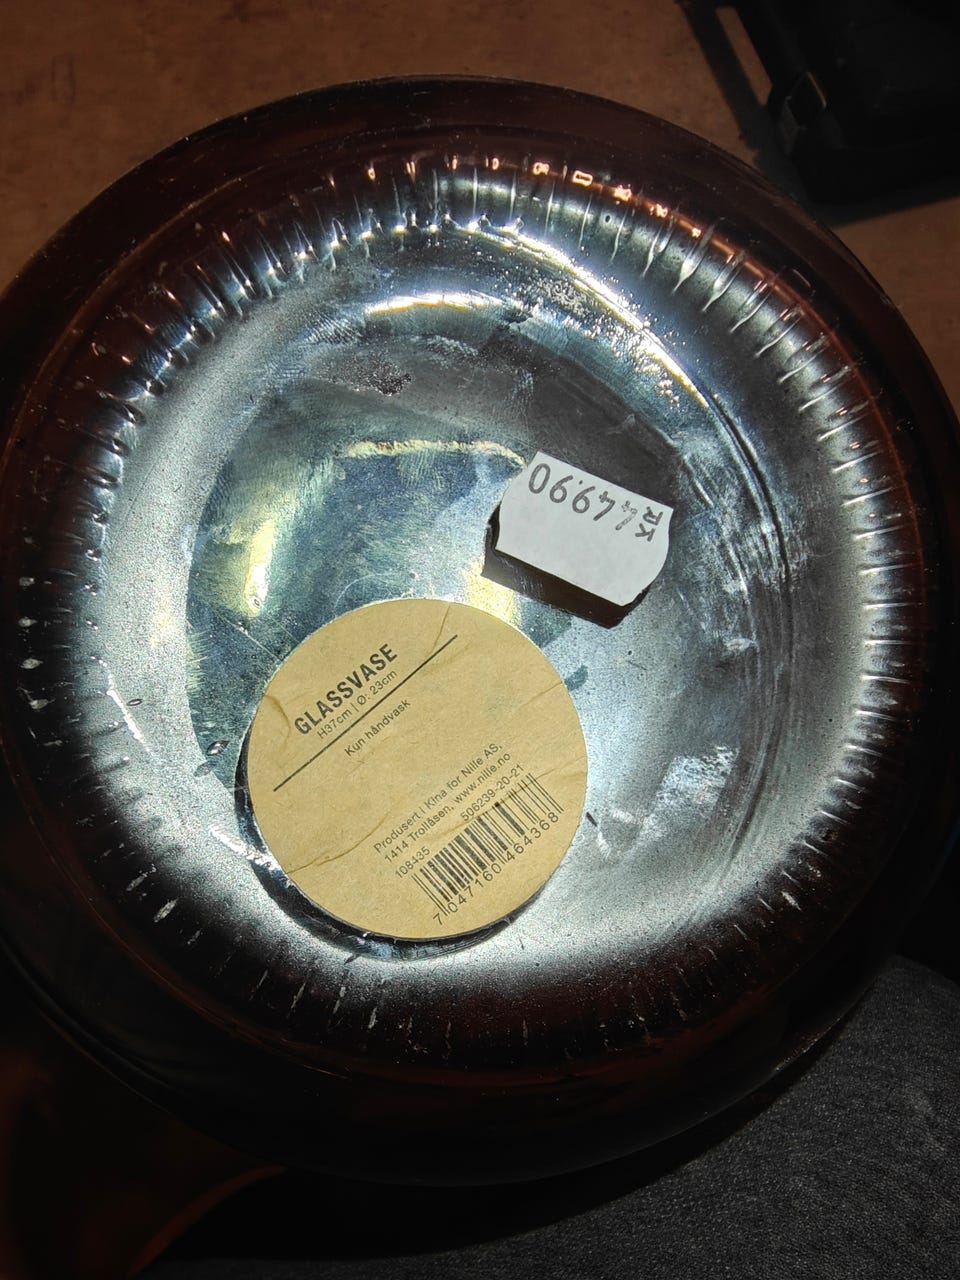 KR 449.90
GLASSVASE
H37cm | Ø: 23cm
Kun håndvask
Produsert i Kina for Nille AS,
1414 Trollåsen. www.nille.no
108435 506239-20-21
7 047160 464368